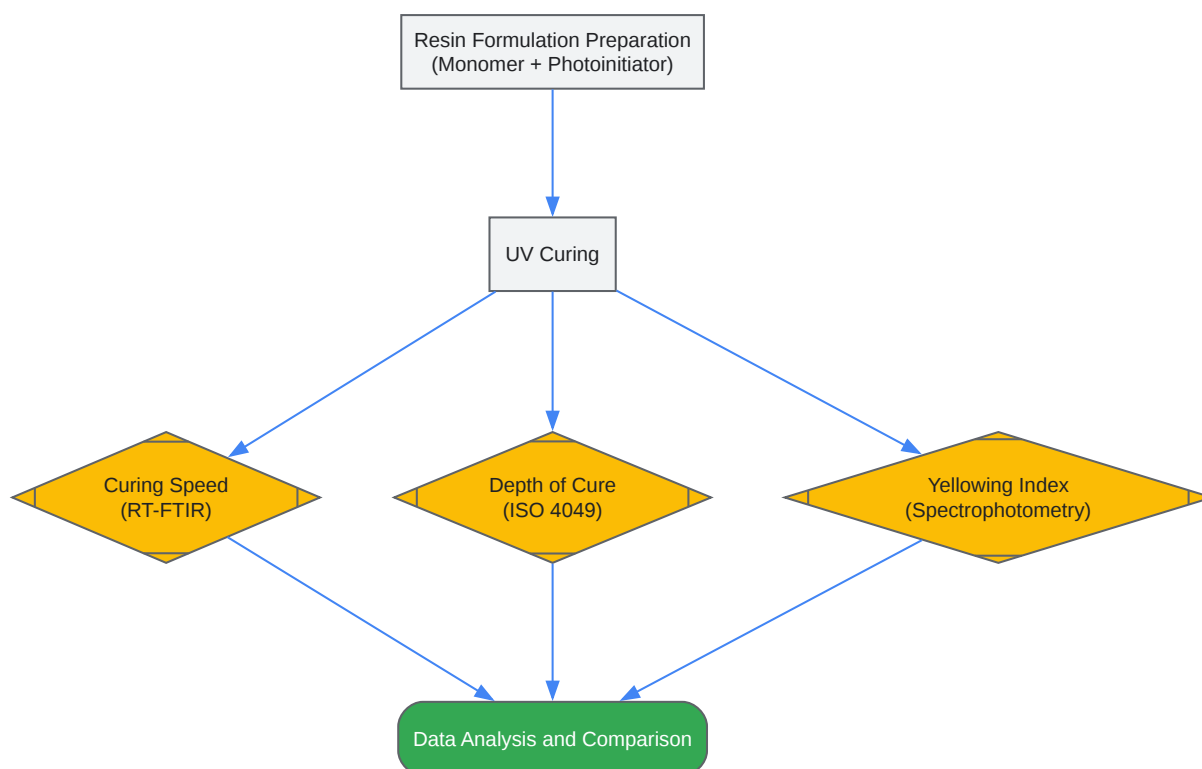 Resin Formulation Preparation
(Monomer + Photoinitiator)
UV Curing
Curing Speed
(RT-FTIR)
Depth of Cure
(ISO 4049)
Yellowing Index
(Spectrophotometry)
Data Analysis and Comparison